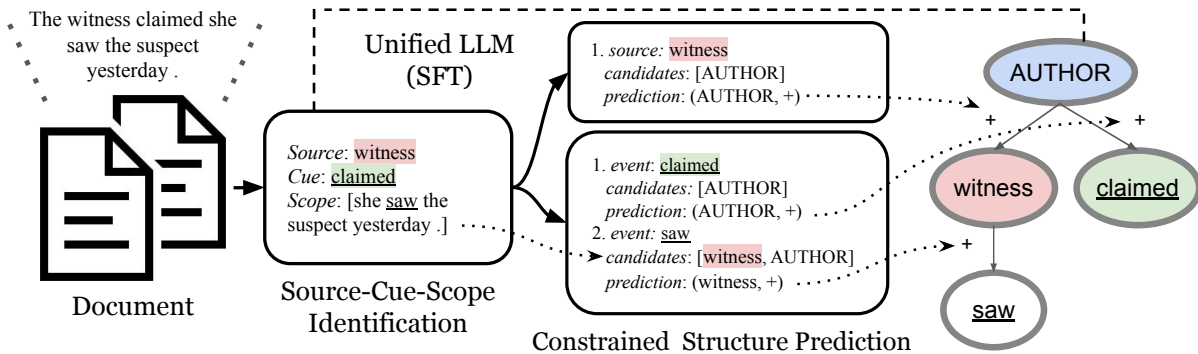 The witness claimed she
saw the suspect
yesterday .
Document
Unified LLM
(SFT)
Source: witness
Cue: claimed
Scope: [she saw the
suspect yesterday .]
Source-Cue-Scope
Identification
1. source: witness
candidates: [AUTHOR]
prediction: (AUTHOR, +)
1. event: claimed
candidates: [AUTHOR]
prediction: (AUTHOR, +)
2. event: saw
candidates: [witness, AUTHOR]
prediction: (witness, +)
Constrained Structure Prediction
AUTHOR
+
+
witness
claimed
+
saw